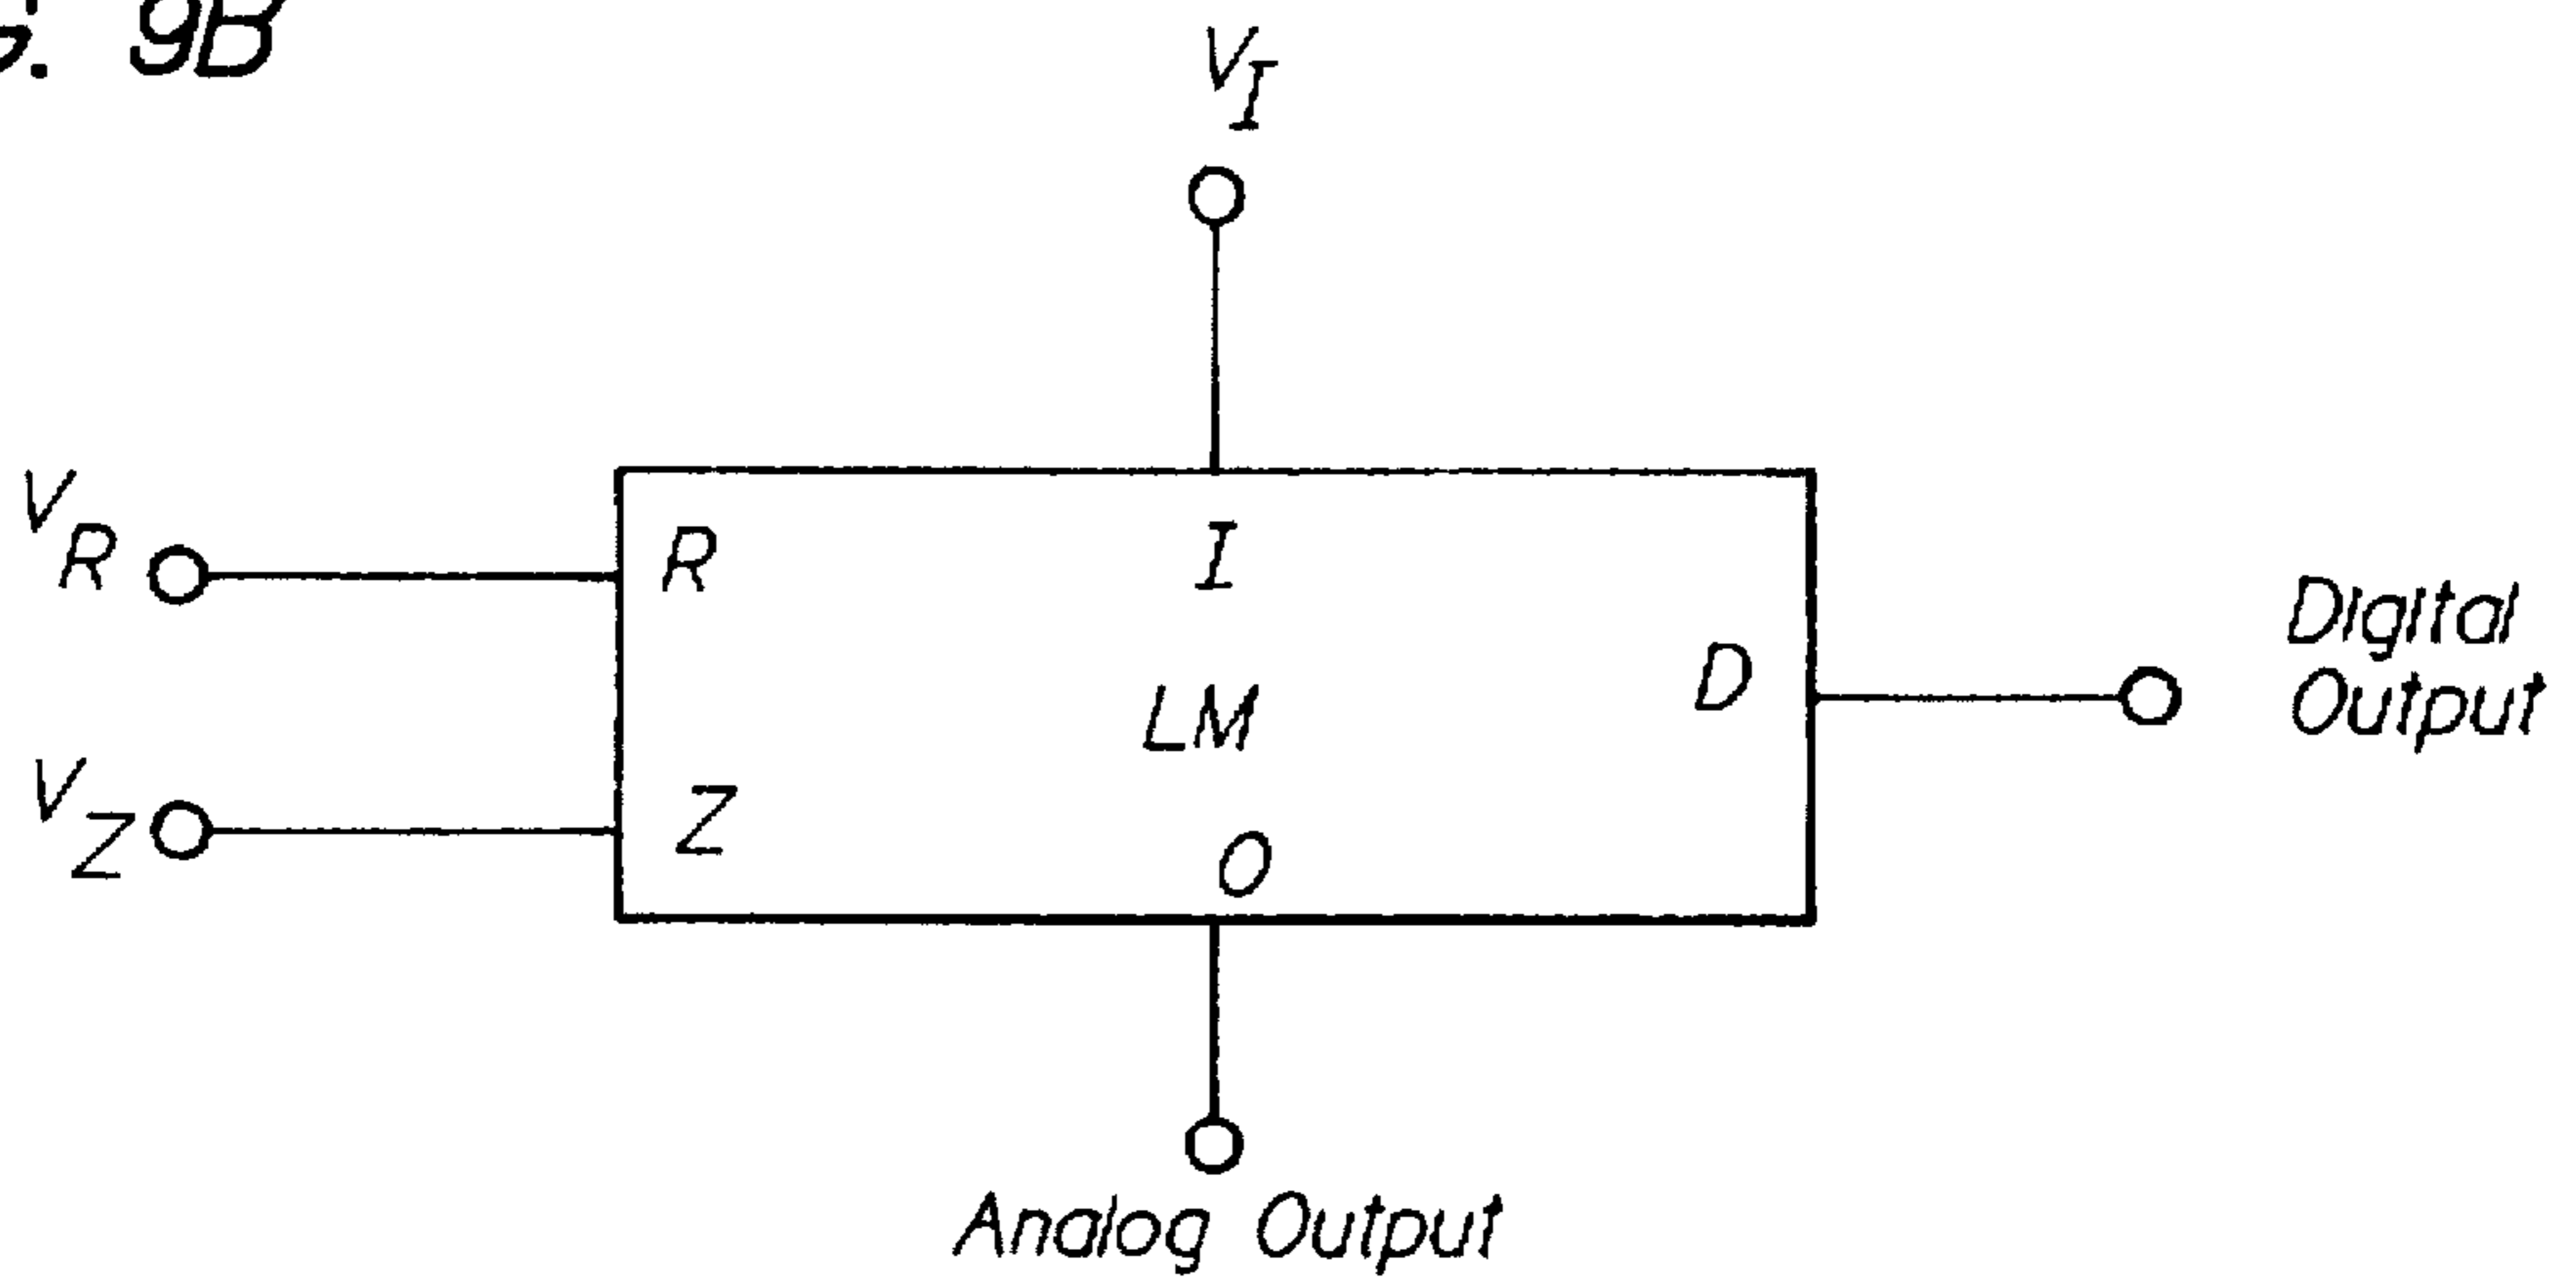 9B
V_I
V_R
R
I
Digital
Output
D
LM
V_Z
Z
O
Analog Output